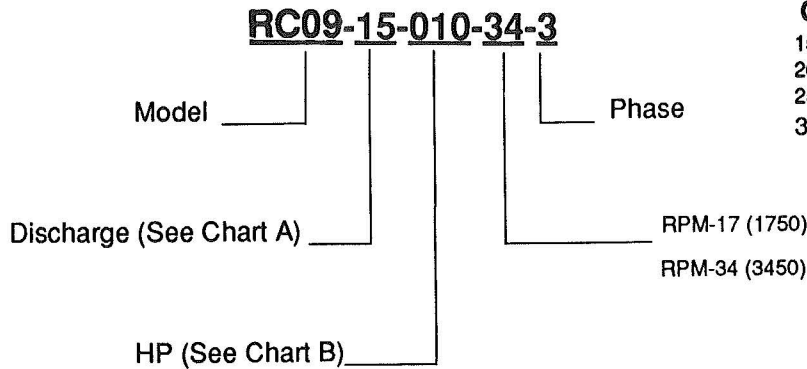 RC09-15-010-34-3
Model
Phase
Discharge (See Chart A)
RPM-17 (1750)
RPM-34 (3450)
HP (See Chart B)